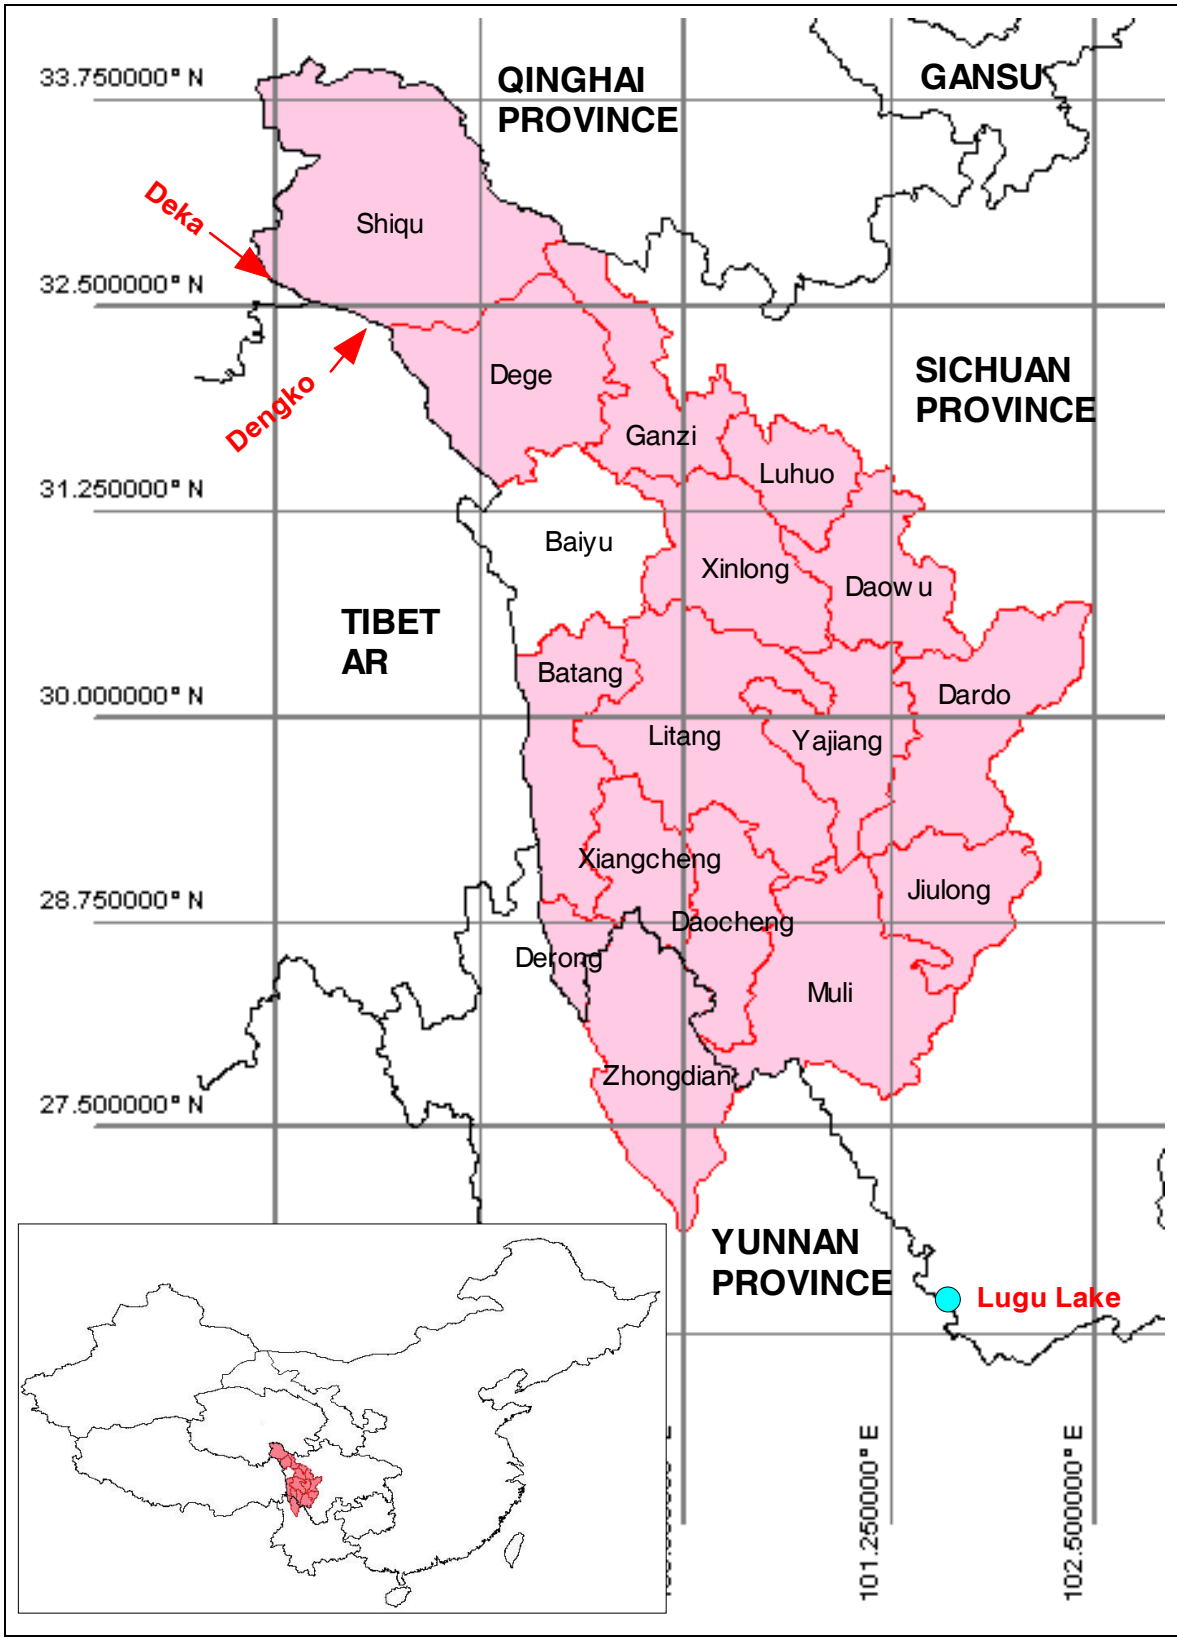 33.750000° N
QINGHAI
PROVINCE
GANSU
Deka
Shiqu
32.500000° N
Dengko
Dege
SICHUAN
PROVINCE
Ganzi
Luhuo
31.250000° N
Baiyu
Xinlong
Daow u
TIBET
AR
Batang
Dardo
30.000000° N
Litang
Yajiang
Xiangcheng
Jiulong
28.750000° N
Daocheng
Derong
Muli
Zhongdian
27.500000° N
YUNNAN
PROVINCE
Lugu Lake
101.250000° E
102.500000° E